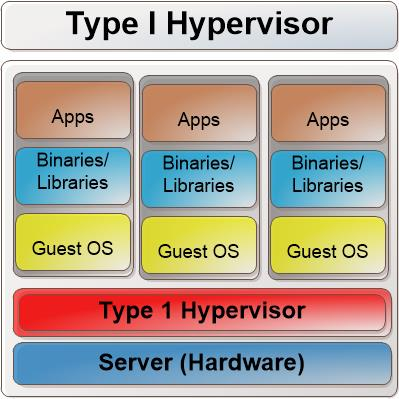 Type I Hypervisor
Apps
Apps
Apps
Binaries/
Libraries
Binaries/
Libraries
Binaries/
Libraries
Guest OS
Guest OS
Guest OS
Type 1 Hypervisor
Server (Hardware)